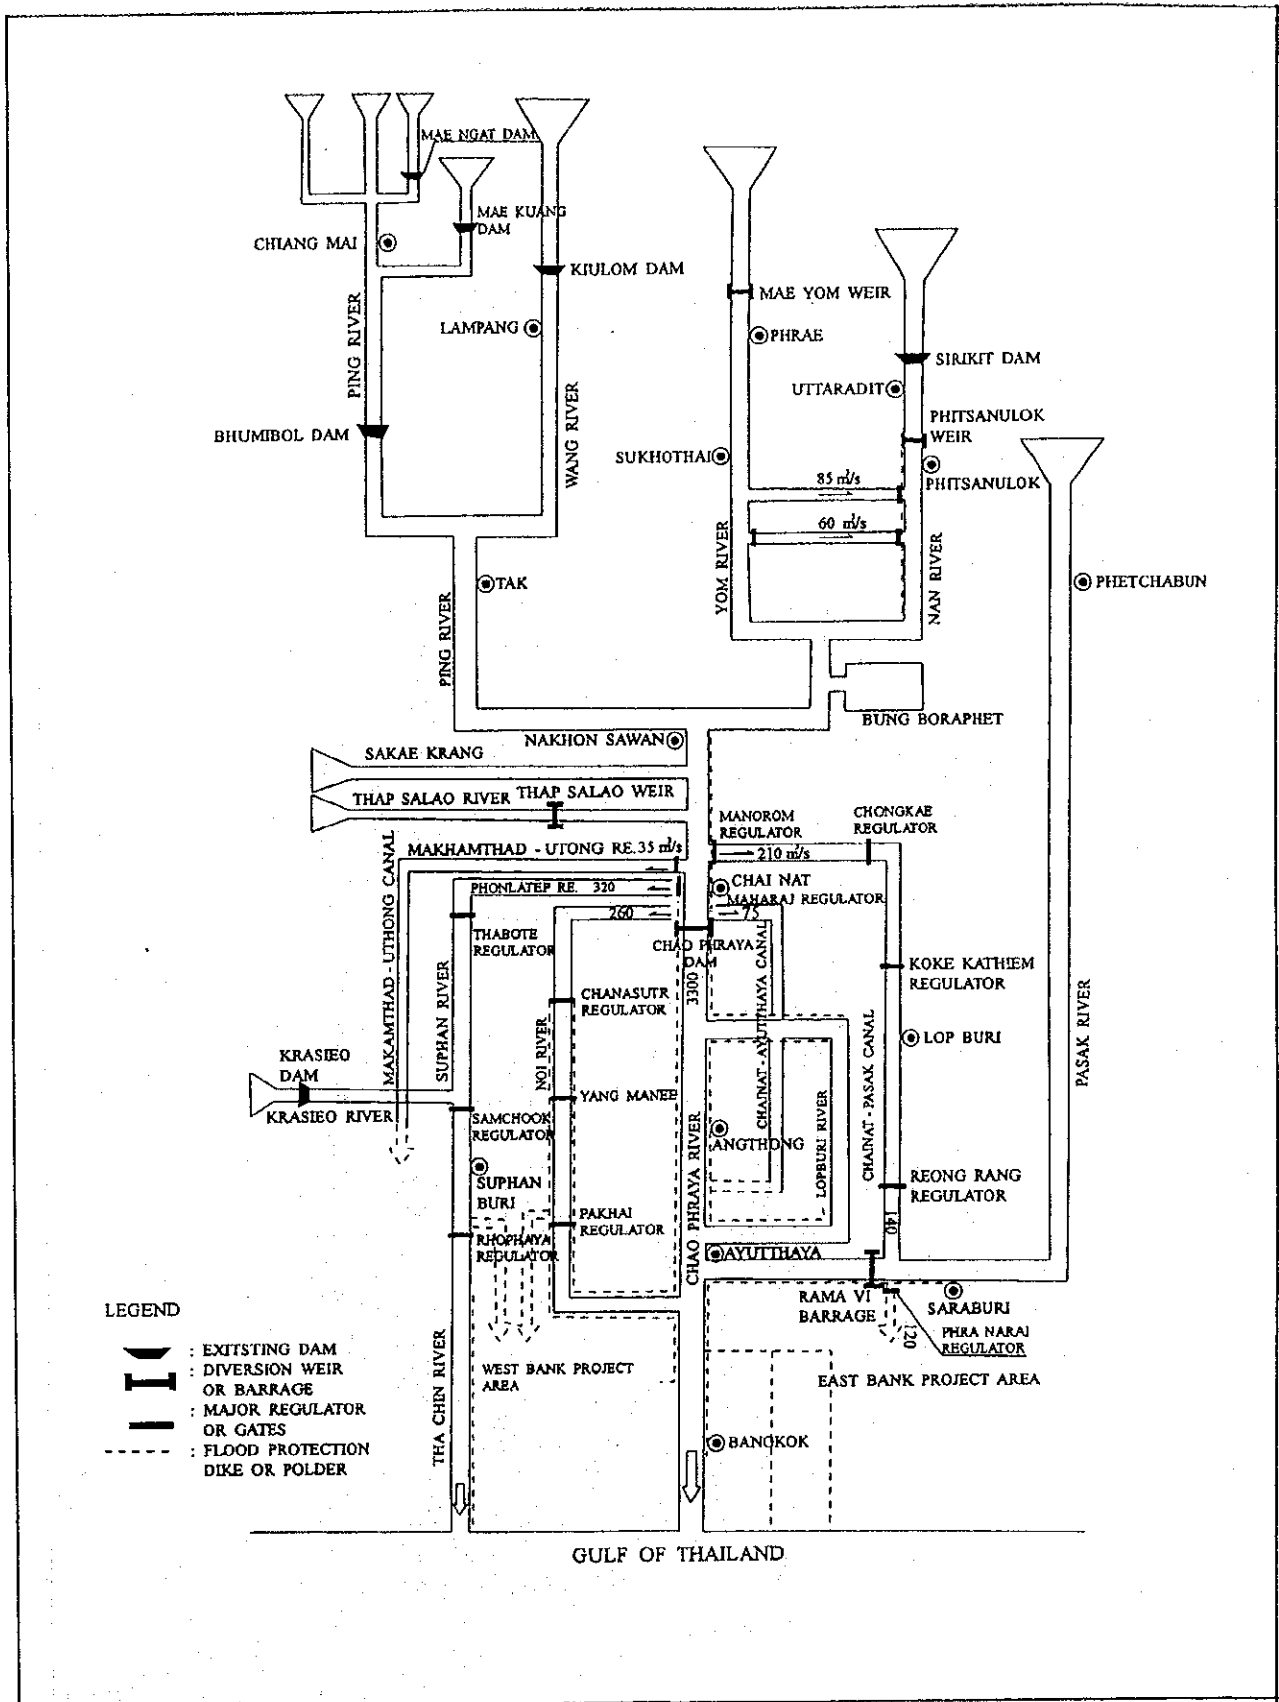 MAE NGAT DAM
MAE KUANG
DAM
CHIANG MAI
KIULOM DAM
MAE YOM WEIR
LAMPANG
PHRAE
PING RIVER
SIRIKIT DAM
UTTARADIT
BHUMIBOL DAM
WANG RIVER
PHITSANULOK
WEIR
SUKHOTHAI
PHITSANULOK
85 m³/s
60 m³/s
YOM RIVER
NAN RIVER
TAK
PHETCHABUN
PING RIVER
BUNG BORAPHET
NAKHON SAWAN
SAKAE KRANG
THAP SALAO RIVER
THAP SALAO WEIR
MANOROM
REGULATOR
CHONGKAE
REGULATOR
MAKHAMTHAD - UTONG RE. 35 m³/s
210 m³/s
PHONLATEP RE. 320
CHAI NAT
MAHARAJ REGULATOR
260
75
THABOTE
REGULATOR
CHAO PHRAYA
DAM
MAKAMTHAD - UTHONG CANAL
SUPHAN RIVER
3300
CHAINAT - AYUTTHAYA CANAL
KOKE KATHIEM
REGULATOR
CHANASUTR
REGULATOR
NOI RIVER
LOP BURI
PASAK RIVER
KRASIEO
DAM
KRASIEO RIVER
YANG MANEE
SAMCHOOK
REGULATOR
ANGTHONG
LOPBURI RIVER
CHAINAT - PASAK CANAL
CHAO PHRAYA RIVER
SUPHAN
BURI
REONG RANG
REGULATOR
PAKHAI
REGULATOR
RHOPHAYA
REGULATOR
140
AYUTTHAYA
RAMA VI
BARRAGE
SARABURI
120
PHRA NARAI
REGULATOR
LEGEND
: EXITSTING DAM
: DIVERSION WEIR
OR BARRAGE
: MAJOR REGULATOR
OR GATES
: FLOOD PROTECTION
DIKE OR POLDER
THA CHIN RIVER
WEST BANK PROJECT
AREA
EAST BANK PROJECT AREA
BANGKOK
GULF OF THAILAND